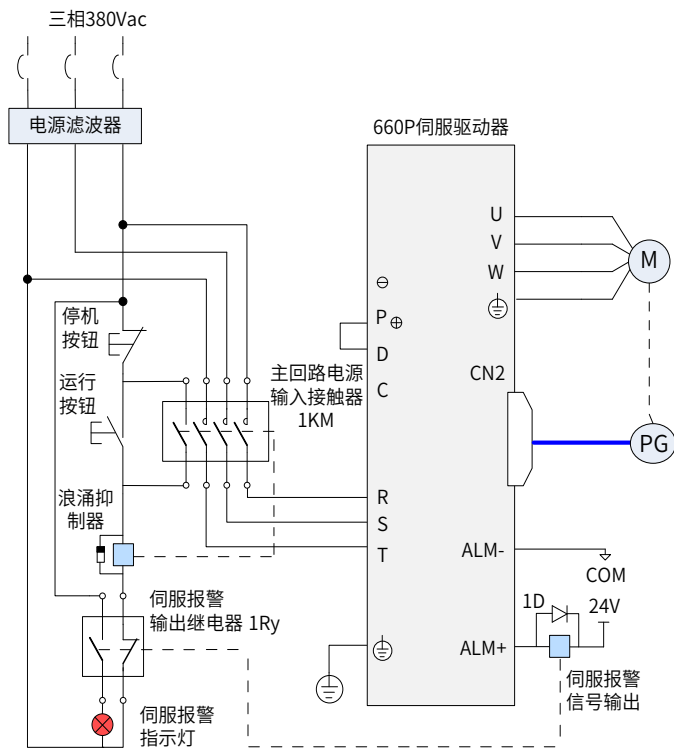 三相380Vac
电源滤波器
660P伺服驱动器
U
V
W
M
⊖
P⊕
D
C
停机
按钮
运行
按钮
主回路电源
输入接触器
1KM
CN2
PG
浪涌抑
制器
R
S
T
ALM-
COM
伺服报警
输出继电器 1Ry
1D
24V
ALM+
伺服报警
信号输出
伺服报警
指示灯